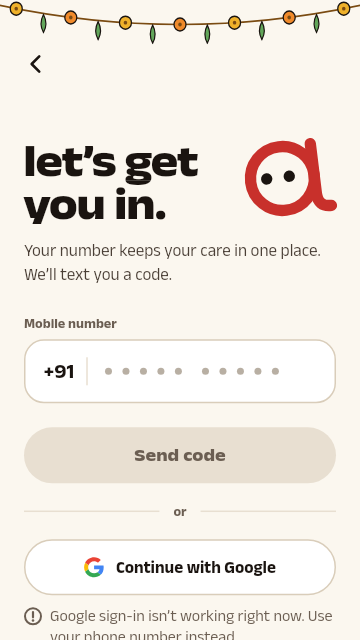 let’s get
you in.
Your number keeps your care in one place.
We’ll text you a code.
Mobile number
+91
Send code
or
Continue with Google
Google sign-in isn’t working right now. Use
your phone number instead